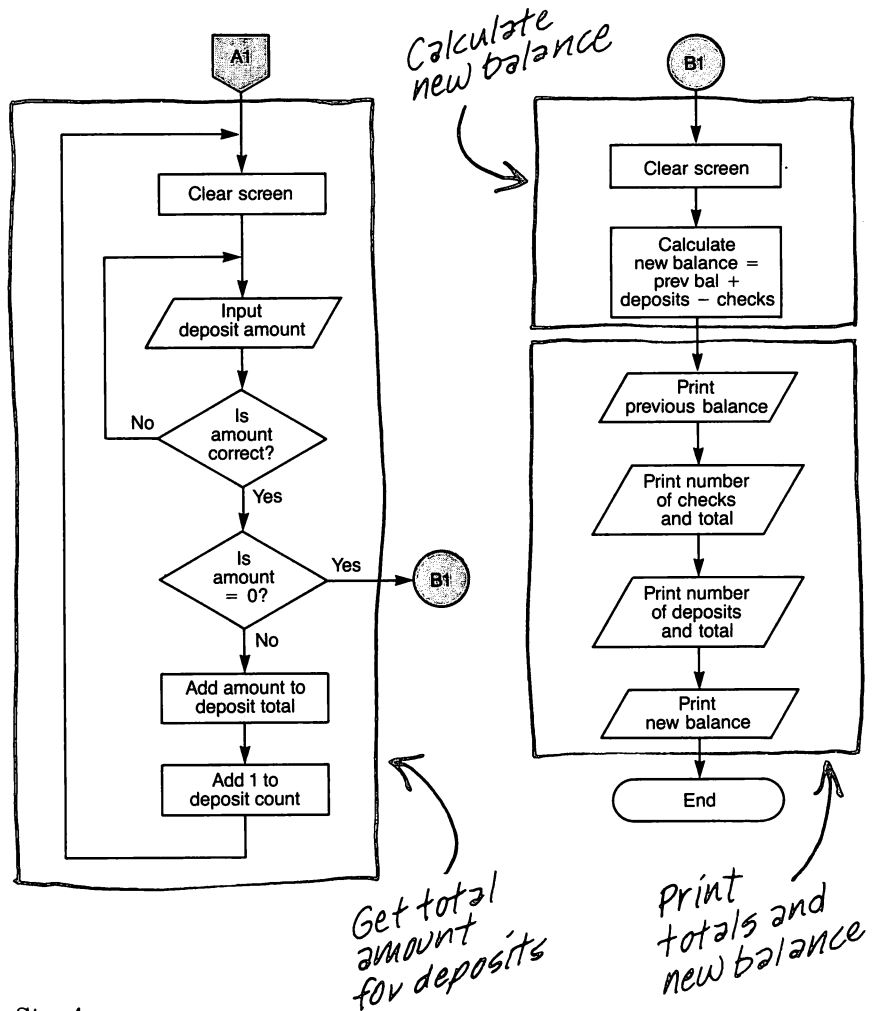 A1
Clear screen
Input
deposit amount
Is
amount
correct?
No
Yes
Is
amount
= 0?
Yes
B1
No
Add amount to
deposit total
Add 1 to
deposit count
Get total
amount
for deposits
Calculate
new balance
B1
Clear screen
Calculate
new balance =
prev bal +
deposits – checks
Print
previous balance
Print number
of checks
and total
Print number
of deposits
and total
Print
new balance
End
Print
totals and
new balance